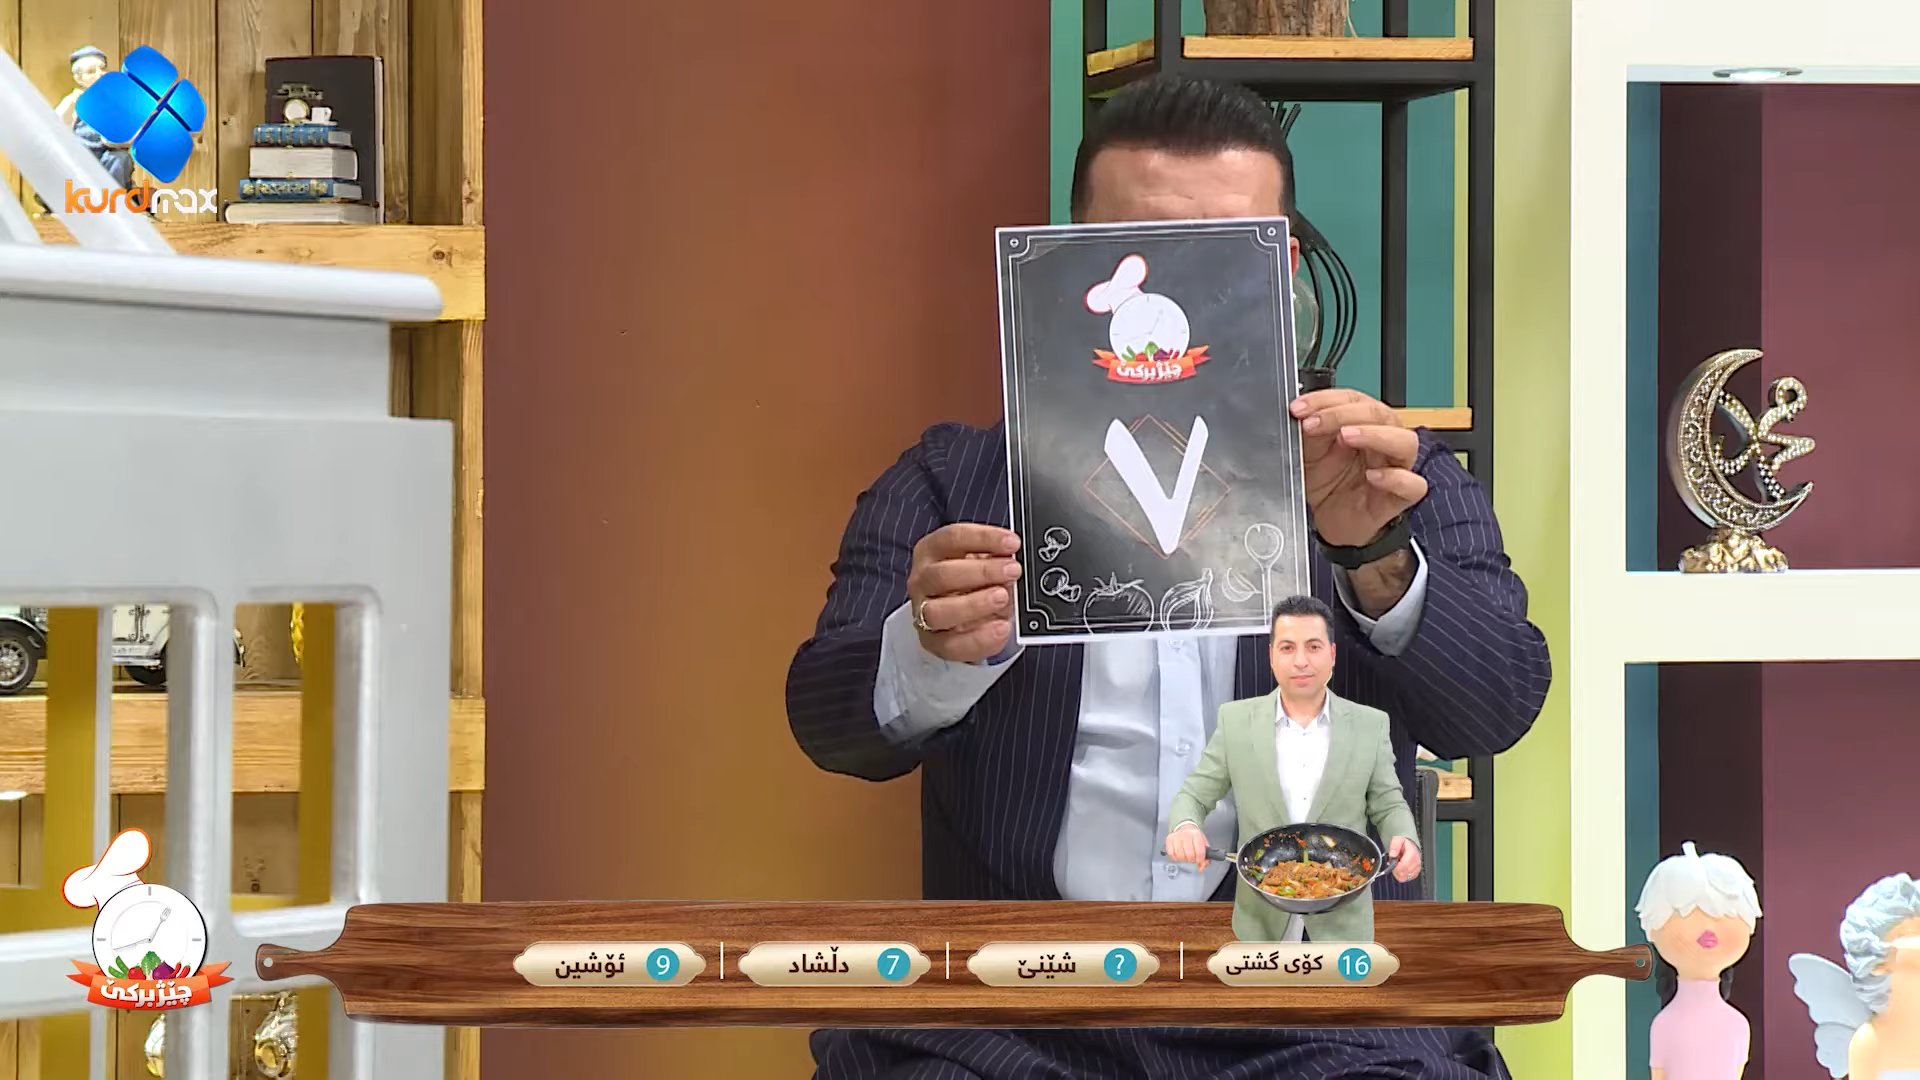 kurdmax
چێژبرکێ
٧
چێژبرکێ
16 کۆی گشتی
? شێنێ
7 دڵشاد
9 ئۆشین